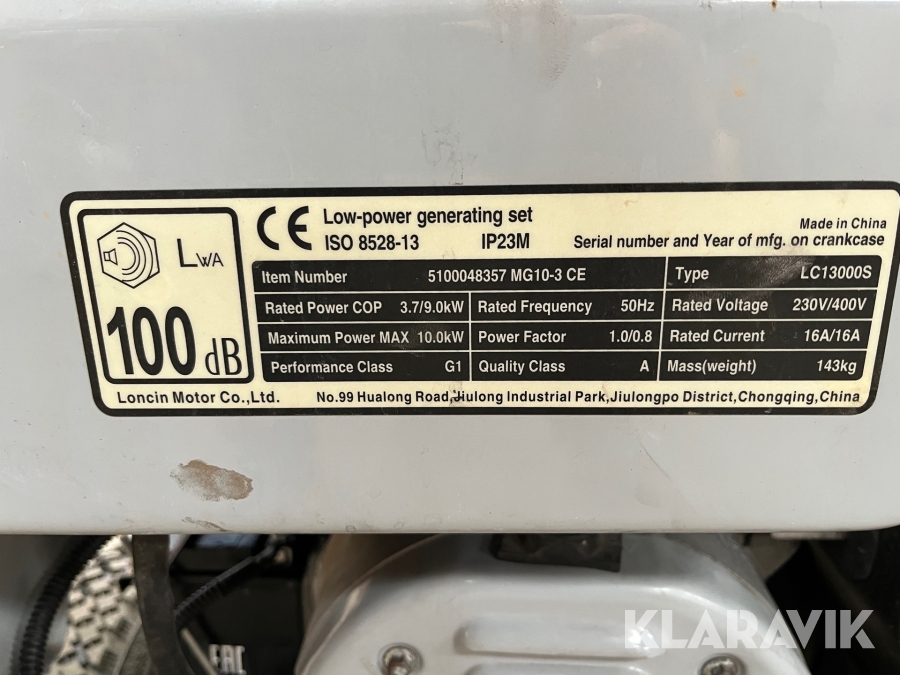 CE Low-power generating set
ISO 8528-13 IP23M
Made in China
Serial number and Year of mfg. on crankcase
LWA
100 dB
Item Number 5100048357 MG10-3 CE Type LC13000S
Rated Power COP 3.7/9.0kW Rated Frequency 50Hz Rated Voltage 230V/400V
Maximum Power MAX 10.0kW Power Factor 1.0/0.8 Rated Current 16A/16A
Performance Class G1 Quality Class A Mass(weight) 143kg
Loncin Motor Co.,Ltd. No.99 Hualong Road,Jiulong Industrial Park,Jiulongpo District,Chongqing,China
EAC
KLARAVIK